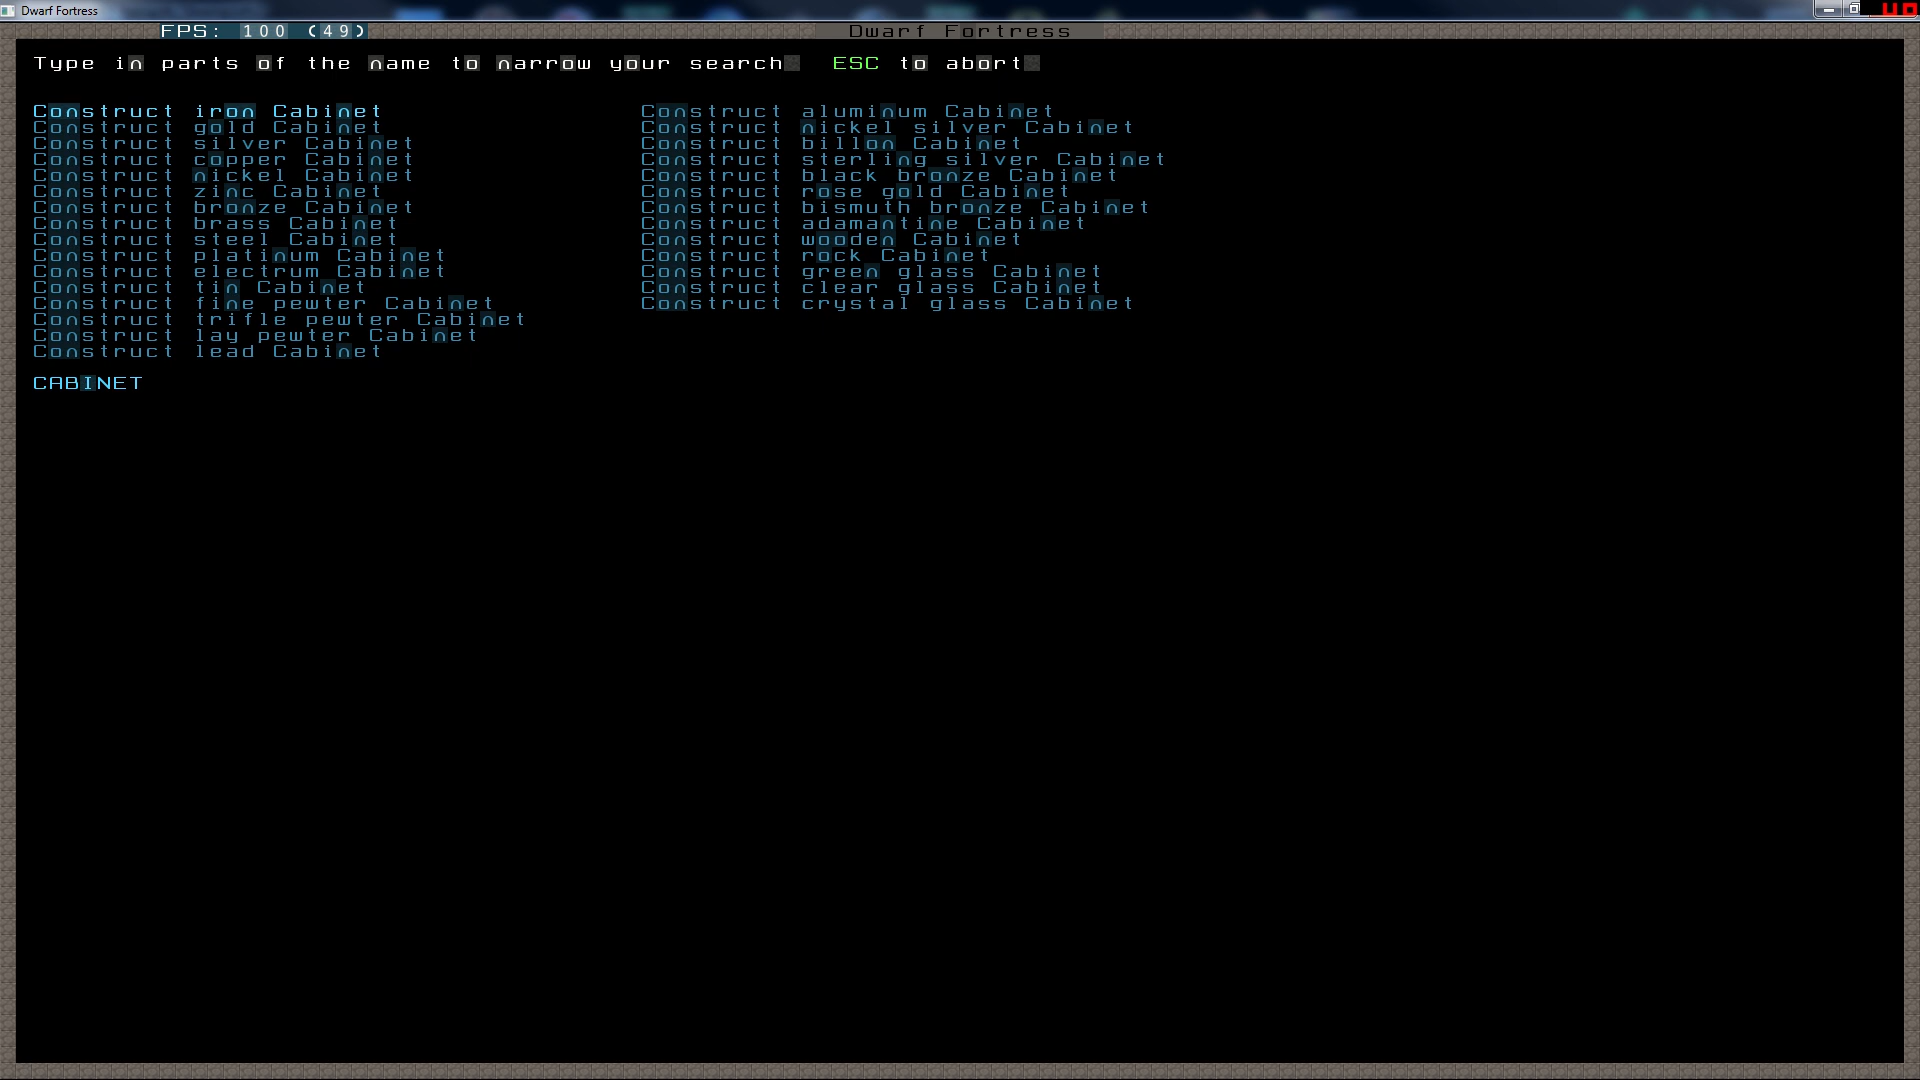 Dwarf Fortress
FPS: 100 (49)
Dwarf Fortress
Type in parts of the name to narrow your search. ESC to abort.
Construct iron Cabinet
Construct gold Cabinet
Construct silver Cabinet
Construct copper Cabinet
Construct nickel Cabinet
Construct zinc Cabinet
Construct bronze Cabinet
Construct brass Cabinet
Construct steel Cabinet
Construct platinum Cabinet
Construct electrum Cabinet
Construct tin Cabinet
Construct fine pewter Cabinet
Construct trifle pewter Cabinet
Construct lay pewter Cabinet
Construct lead Cabinet
Construct aluminum Cabinet
Construct nickel silver Cabinet
Construct billon Cabinet
Construct sterling silver Cabinet
Construct black bronze Cabinet
Construct rose gold Cabinet
Construct bismuth bronze Cabinet
Construct adamantine Cabinet
Construct wooden Cabinet
Construct rock Cabinet
Construct green glass Cabinet
Construct clear glass Cabinet
Construct crystal glass Cabinet
CABINET